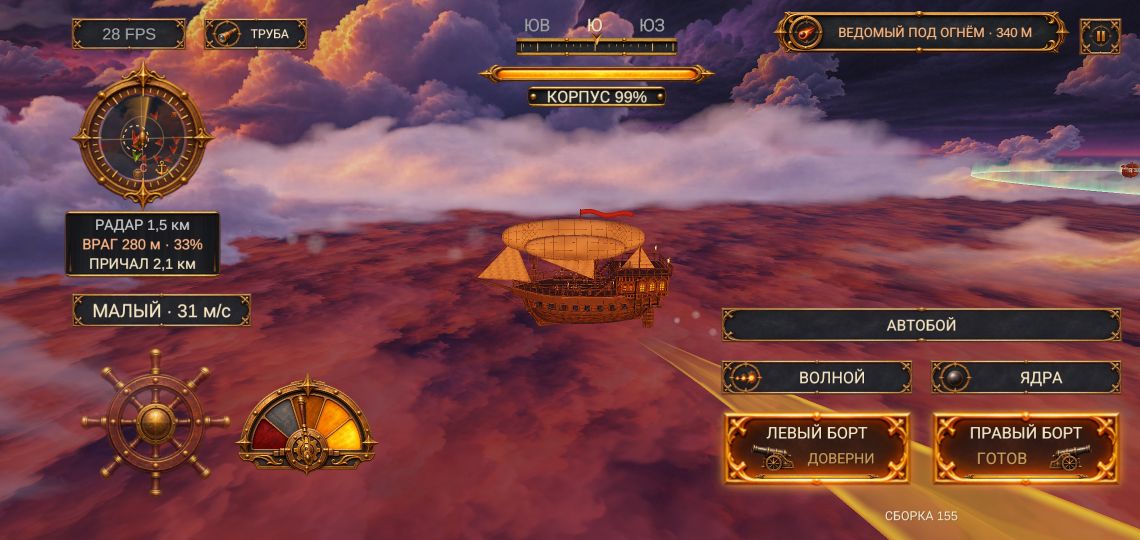 28 FPS
ТРУБА
ЮВ Ю ЮЗ
ВЕДОМЫЙ ПОД ОГНЁМ · 340 М
КОРПУС 99%
С
РАДАР 1,5 км
ВРАГ 280 м · 33%
ПРИЧАЛ 2,1 км
МАЛЫЙ · 31 м/с
АВТОБОЙ
ВОЛНОЙ
ЯДРА
ЛЕВЫЙ БОРТ
ДОВЕРНИ
ПРАВЫЙ БОРТ
ГОТОВ
СБОРКА 155